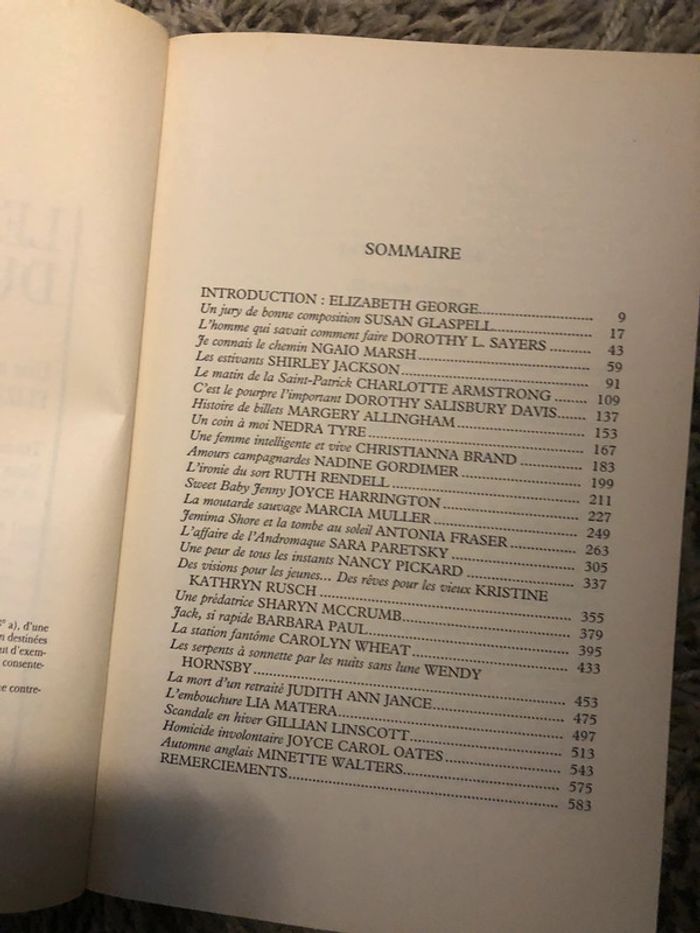 SOMMAIRE
INTRODUCTION : ELIZABETH GEORGE 9
Un jury de bonne composition SUSAN GLASPELL 17
L'homme qui savait comment faire DOROTHY L. SAYERS 43
Je connais le chemin NGAIO MARSH 59
Les estivants SHIRLEY JACKSON 91
Le matin de la Saint-Patrick CHARLOTTE ARMSTRONG 109
C'est le pourpre l'important DOROTHY SALISBURY DAVIS 137
Histoire de billets MARGERY ALLINGHAM 153
Un coin à moi NEDRA TYRE 167
Une femme intelligente et vive CHRISTIANNA BRAND 183
Amours campagnardes NADINE GORDIMER 199
L'ironie du sort RUTH RENDELL 211
Sweet Baby Jenny JOYCE HARRINGTON 227
La moutarde sauvage MARCIA MULLER 249
Jemima Shore et la tombe au soleil ANTONIA FRASER 263
L'affaire de l'Andromaque SARA PARETSKY 305
Une peur de tous les instants NANCY PICKARD 337
Des visions pour les jeunes... Des rêves pour les vieux KRISTINE
KATHRYN RUSCH 355
Une prédatrice SHARYN MCCRUMB 379
Jack, si rapide BARBARA PAUL 395
La station fantôme CAROLYN WHEAT 433
Les serpents à sonnette par les nuits sans lune WENDY
HORNSBY 453
La mort d'un retraité JUDITH ANN JANCE 475
L'embouchure LIA MATERA 497
Scandale en hiver GILLIAN LINSCOTT 513
Homicide involontaire JOYCE CAROL OATES 543
Automne anglais MINETTE WALTERS 575
REMERCIEMENTS 583
° a), d'une
n destinées
ut d'exem-
consente-
ne contre-